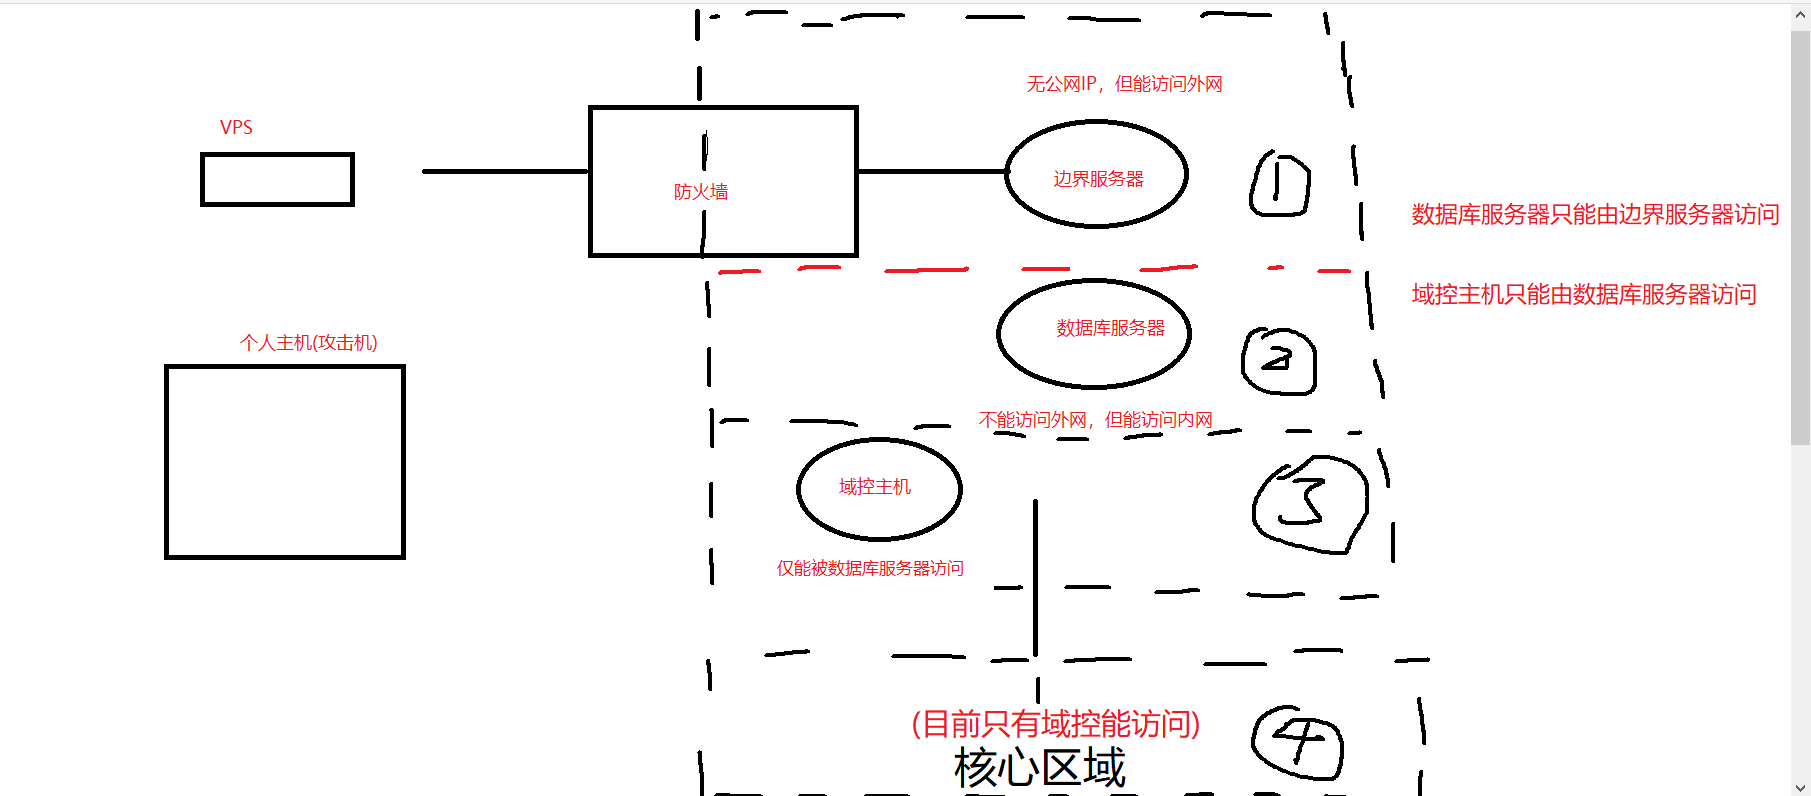 无公网IP，但能访问外网
VPS
防火墙
边界服务器
1
数据库服务器只能由边界服务器访问
域控主机只能由数据库服务器访问
个人主机(攻击机)
数据库服务器
2
不能访问外网，但能访问内网
域控主机
3
仅能被数据库服务器访问
(目前只有域控能访问)
4
核心区域